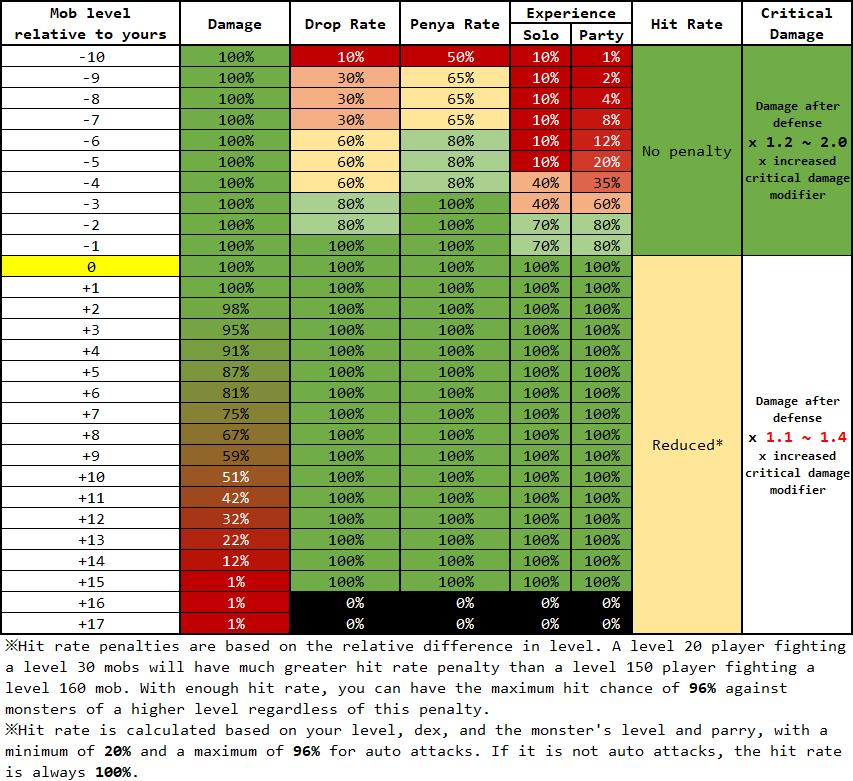 Mob level relative to yours Damage Drop Rate Penya Rate Experience Solo Party Hit Rate Critical Damage
-10 100% 10% 50% 10% 1%
-9 100% 30% 65% 10% 2%
-8 100% 30% 65% 10% 4%
-7 100% 30% 65% 10% 8%
-6 100% 60% 80% 10% 12%
-5 100% 60% 80% 10% 20%
-4 100% 60% 80% 40% 35%
-3 100% 80% 100% 40% 60%
-2 100% 80% 100% 70% 80%
-1 100% 100% 100% 70% 80%
No penalty
Damage after
defense
x 1.2 ~ 2.0
x increased
critical damage
modifier
0 100% 100% 100% 100% 100%
+1 100% 100% 100% 100% 100%
+2 98% 100% 100% 100% 100%
+3 95% 100% 100% 100% 100%
+4 91% 100% 100% 100% 100%
+5 87% 100% 100% 100% 100%
+6 81% 100% 100% 100% 100%
+7 75% 100% 100% 100% 100%
+8 67% 100% 100% 100% 100%
+9 59% 100% 100% 100% 100%
+10 51% 100% 100% 100% 100%
+11 42% 100% 100% 100% 100%
+12 32% 100% 100% 100% 100%
+13 22% 100% 100% 100% 100%
+14 12% 100% 100% 100% 100%
+15 1% 100% 100% 100% 100%
+16 1% 0% 0% 0% 0%
+17 1% 0% 0% 0% 0%
Reduced*
Damage after
defense
x 1.1 ~ 1.4
x increased
critical damage
modifier
※Hit rate penalties are based on the relative difference in level. A level 20 player fighting
a level 30 mobs will have much greater hit rate penalty than a level 150 player fighting a
level 160 mob. With enough hit rate, you can have the maximum hit chance of 96% against
monsters of a higher level regardless of this penalty.
※Hit rate is calculated based on your level, dex, and the monster's level and parry, with a
minimum of 20% and a maximum of 96% for auto attacks. If it is not auto attacks, the hit rate
is always 100%.